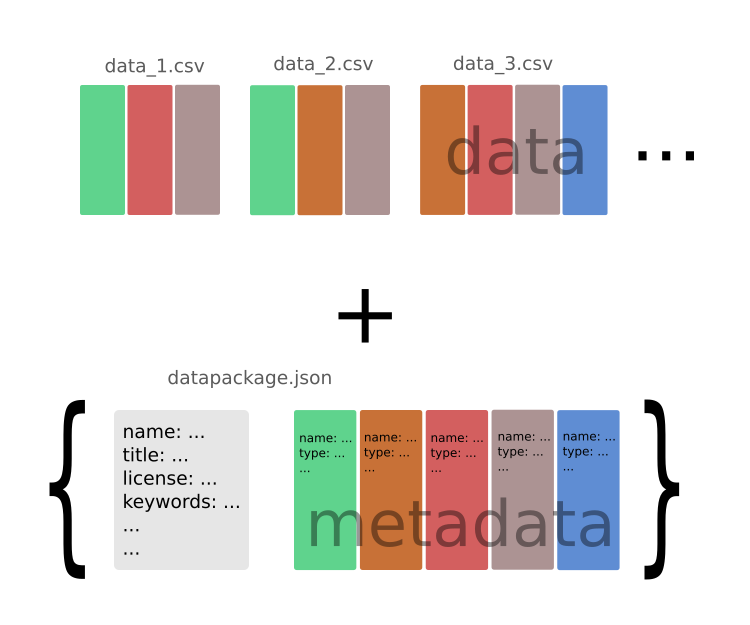 data_1.csv
data_2.csv
data_3.csv
data
...
+
datapackage.json
{
name: ...
title: ...
license: ...
keywords: ...
...
...
name: ...
type: ...
...
name: ...
type: ...
...
name: ...
type: ...
...
name: ...
type: ...
...
name: ...
type: ...
...
metadata
}